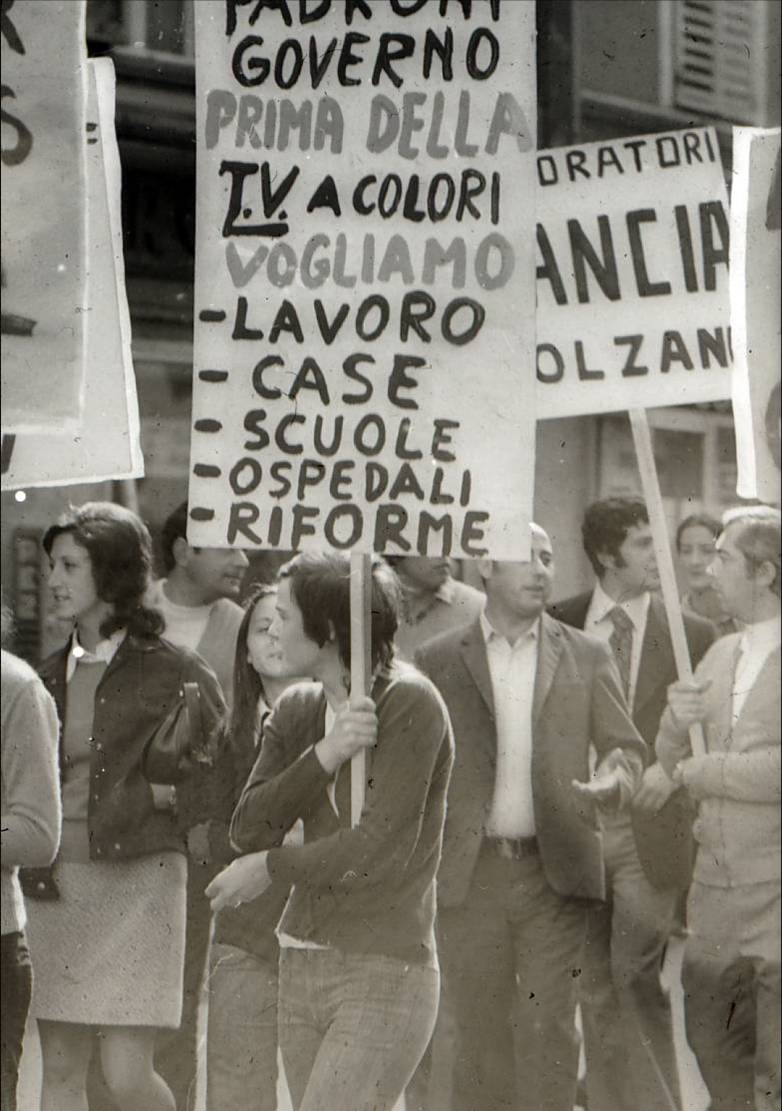 PADRONI
GOVERNO
PRIMA DELLA
T.V. A COLORI
VOGLIAMO
- LAVORO
- CASE
- SCUOLE
- OSPEDALI
- RIFORME
ORATORI
ANCIA
OLZAN